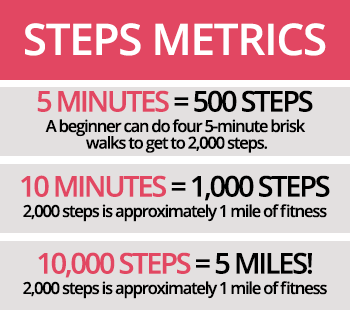 STEPS METRICS
5 MINUTES = 500 STEPS
A beginner can do four 5-minute brisk
walks to get to 2,000 steps.
10 MINUTES = 1,000 STEPS
2,000 steps is approximately 1 mile of fitness
10,000 STEPS = 5 MILES!
2,000 steps is approximately 1 mile of fitness